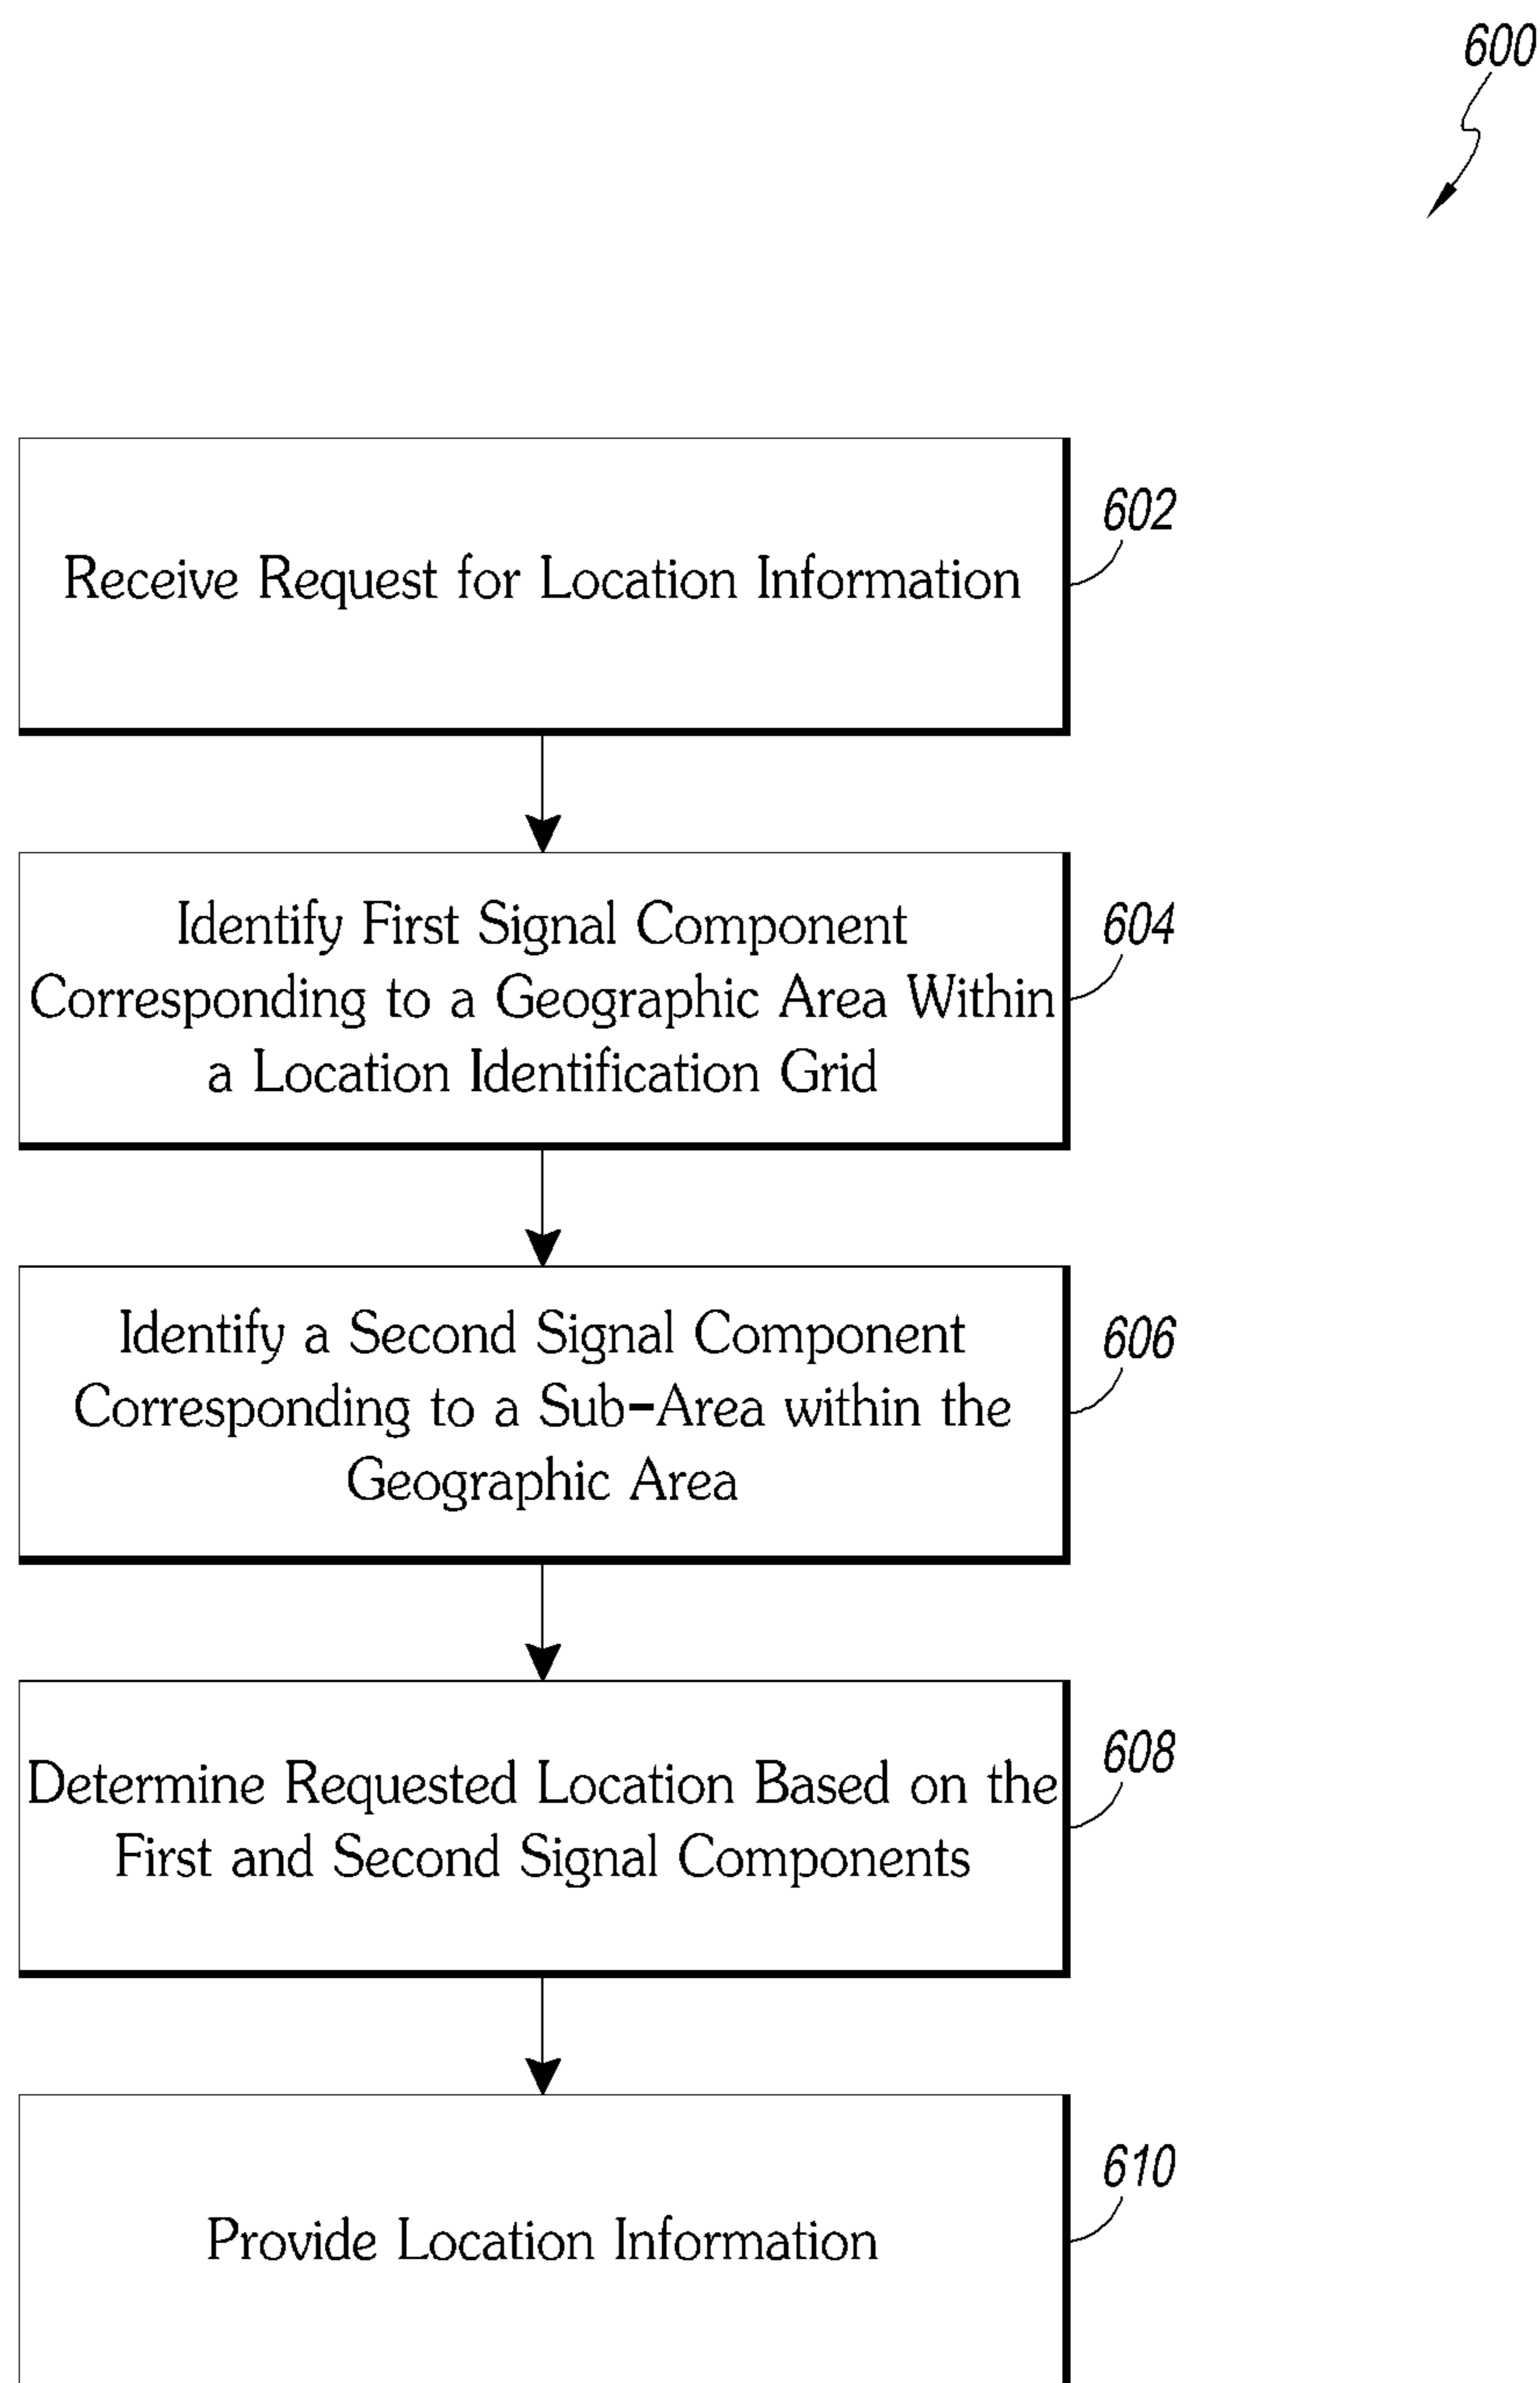 600
Receive Request for Location Information
602
Identify First Signal Component
Corresponding to a Geographic Area Within
a Location Identification Grid
604
Identify a Second Signal Component
Corresponding to a Sub-Area within the
Geographic Area
606
Determine Requested Location Based on the
First and Second Signal Components
608
Provide Location Information
610